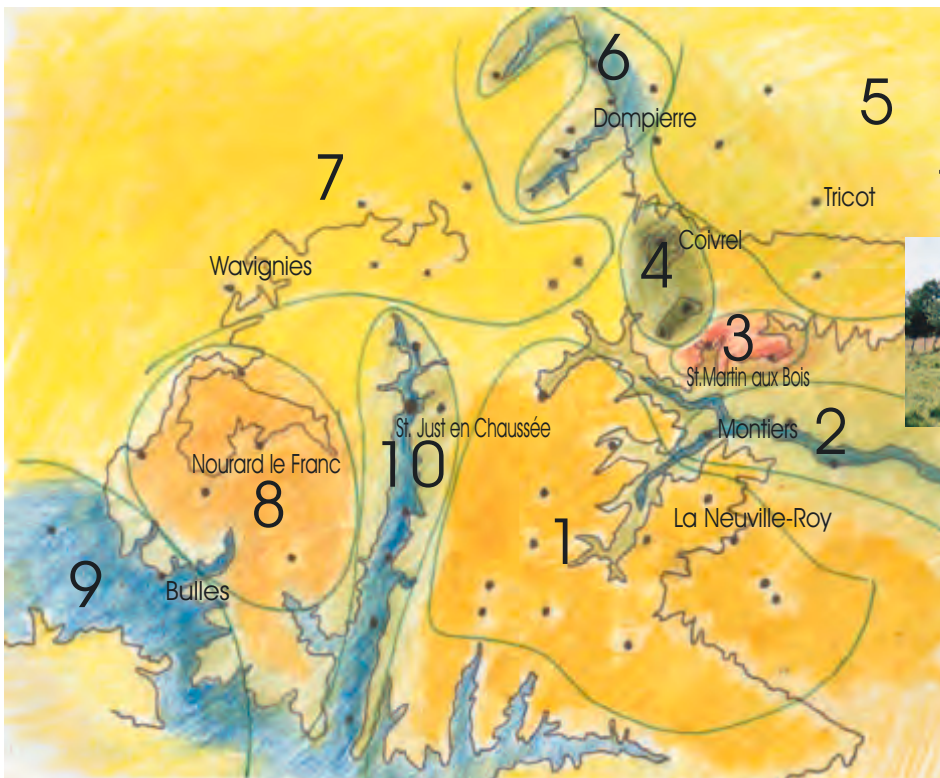 6
Dompierre
5
7
Tricot
Coivrel
4
Wavignies
3
St.Martin aux Bois
St. Just en Chaussée
Montiers
2
10
Nourard le Franc
8
La Neuville-Roy
1
9
Bulles